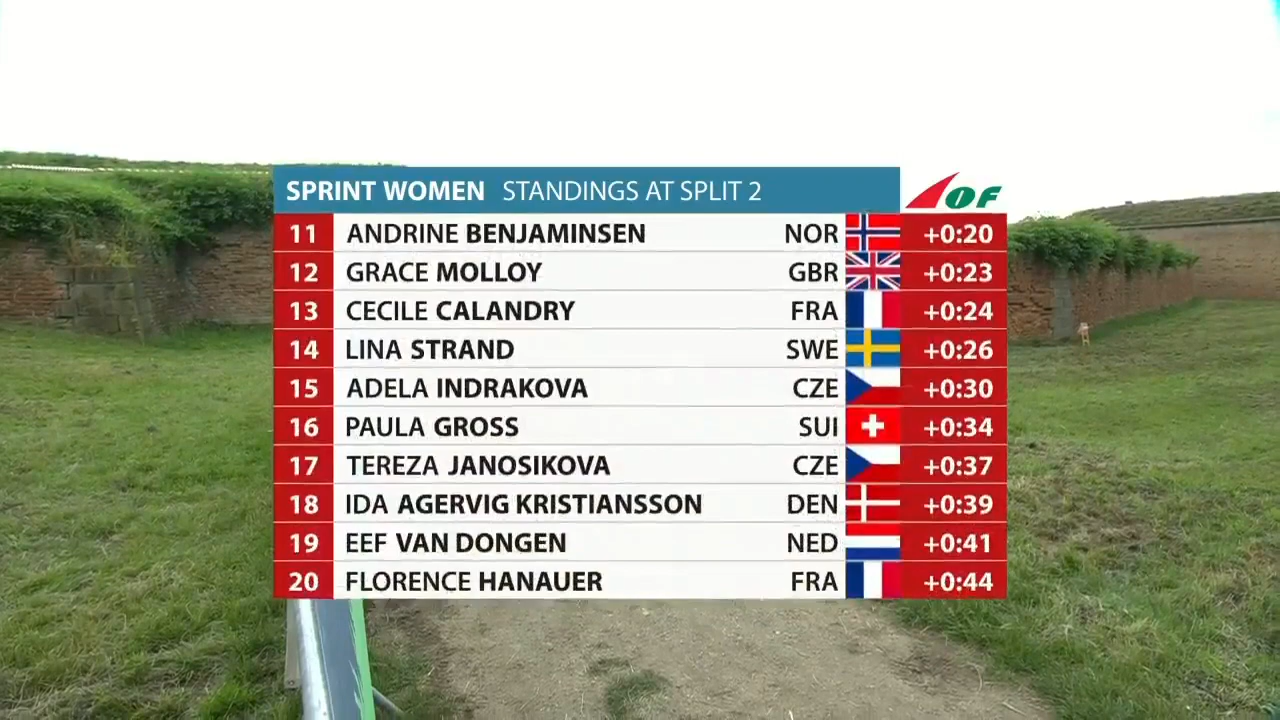 SPRINT WOMEN STANDINGS AT SPLIT 2
IOF
11 ANDRINE BENJAMINSEN NOR +0:20
12 GRACE MOLLOY GBR +0:23
13 CECILE CALANDRY FRA +0:24
14 LINA STRAND SWE +0:26
15 ADELA INDRAKOVA CZE +0:30
16 PAULA GROSS SUI +0:34
17 TEREZA JANOSIKOVA CZE +0:37
18 IDA AGERVIG KRISTIANSSON DEN +0:39
19 EEF VAN DONGEN NED +0:41
20 FLORENCE HANAUER FRA +0:44